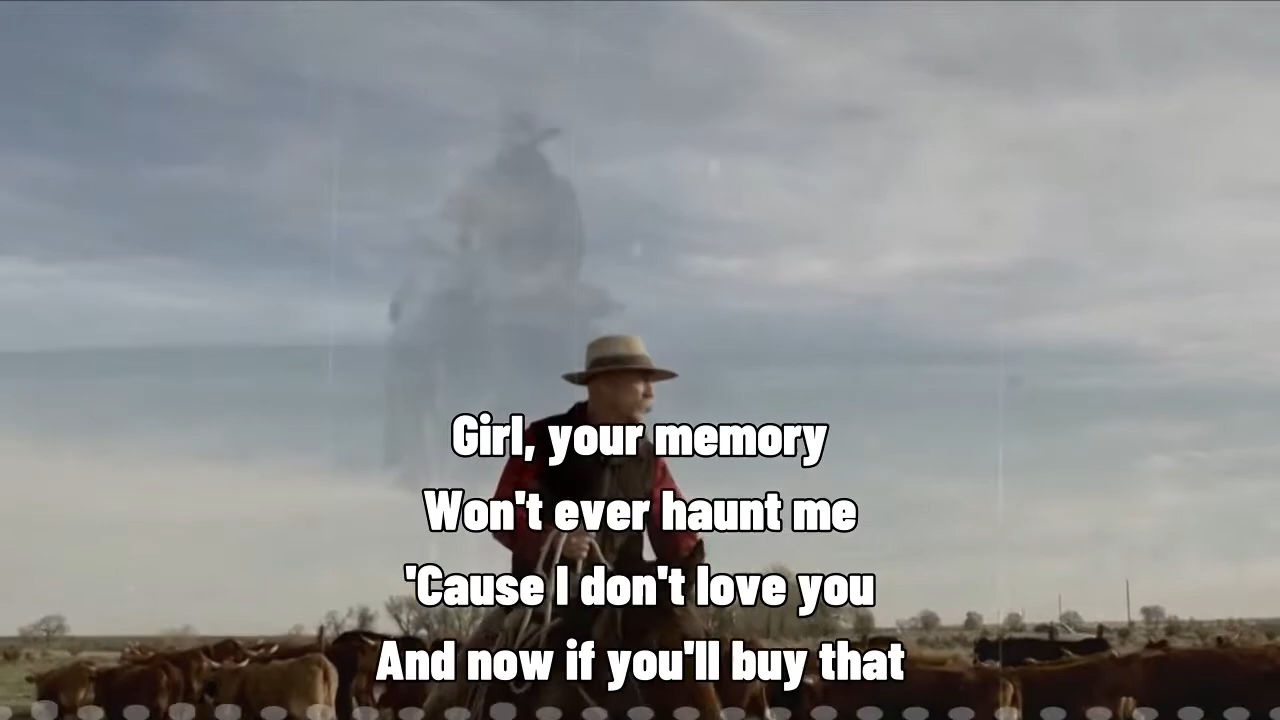 Girl, your memory
Won't ever haunt me
'Cause I don't love you
And now if you'll buy that